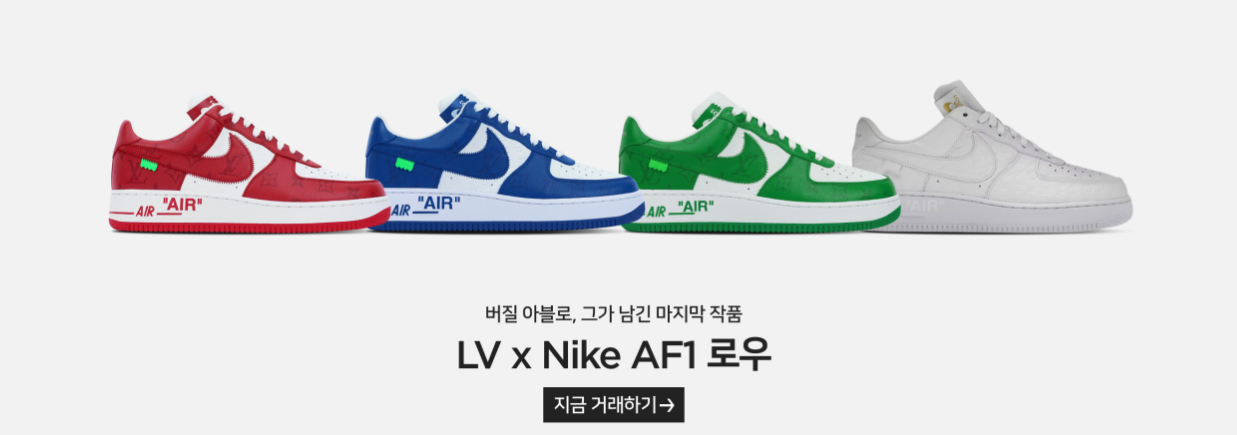 AIR "AIR"
AIR "AIR"
AIR "AIR"
"AIR"
버질 아블로, 그가 남긴 마지막 작품
LV x Nike AF1 로우
지금 거래하기→